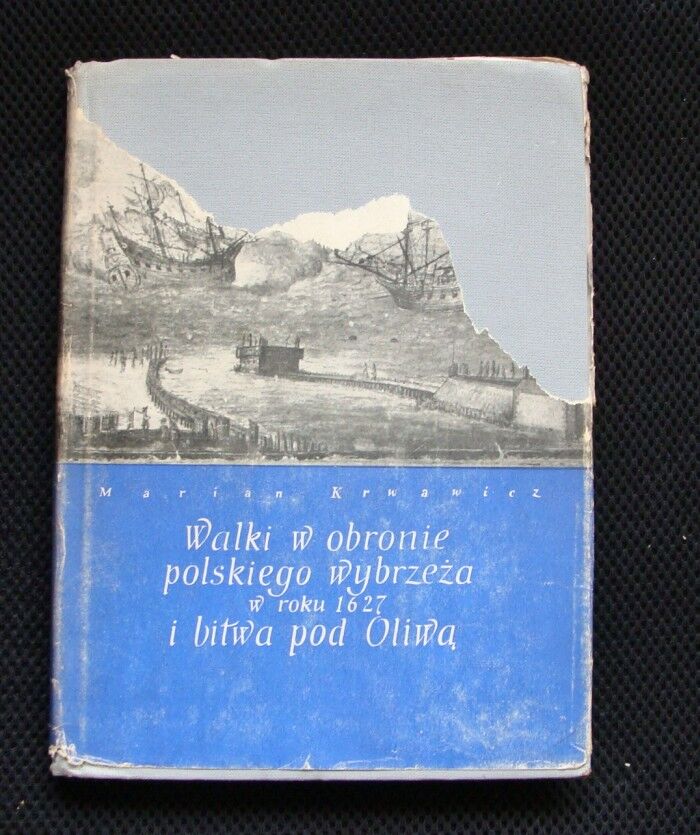 Marian Krwawicz
Walki w obronie
polskiego wybrzeża
w roku 1627
i bitwa pod Oliwą